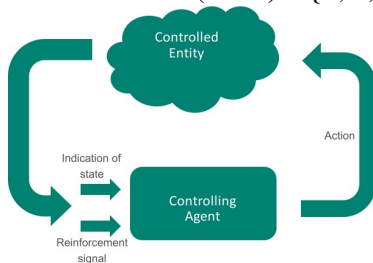 Controlled
Entity
Action
Indication of
state
Controlling
Agent
Reinforcement
signal